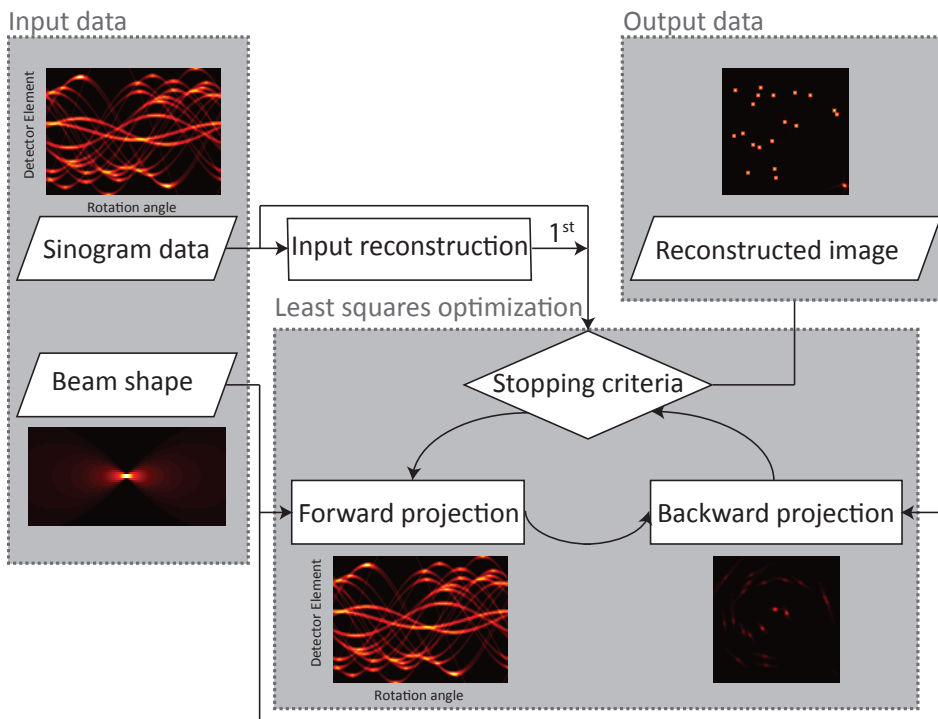 Input data
Output data
Detector Element
Rotation angle
Sinogram data
Input reconstruction
1st
Reconstructed image
Least squares optimization
Beam shape
Stopping criteria
Forward projection
Backward projection
Detector Element
Rotation angle